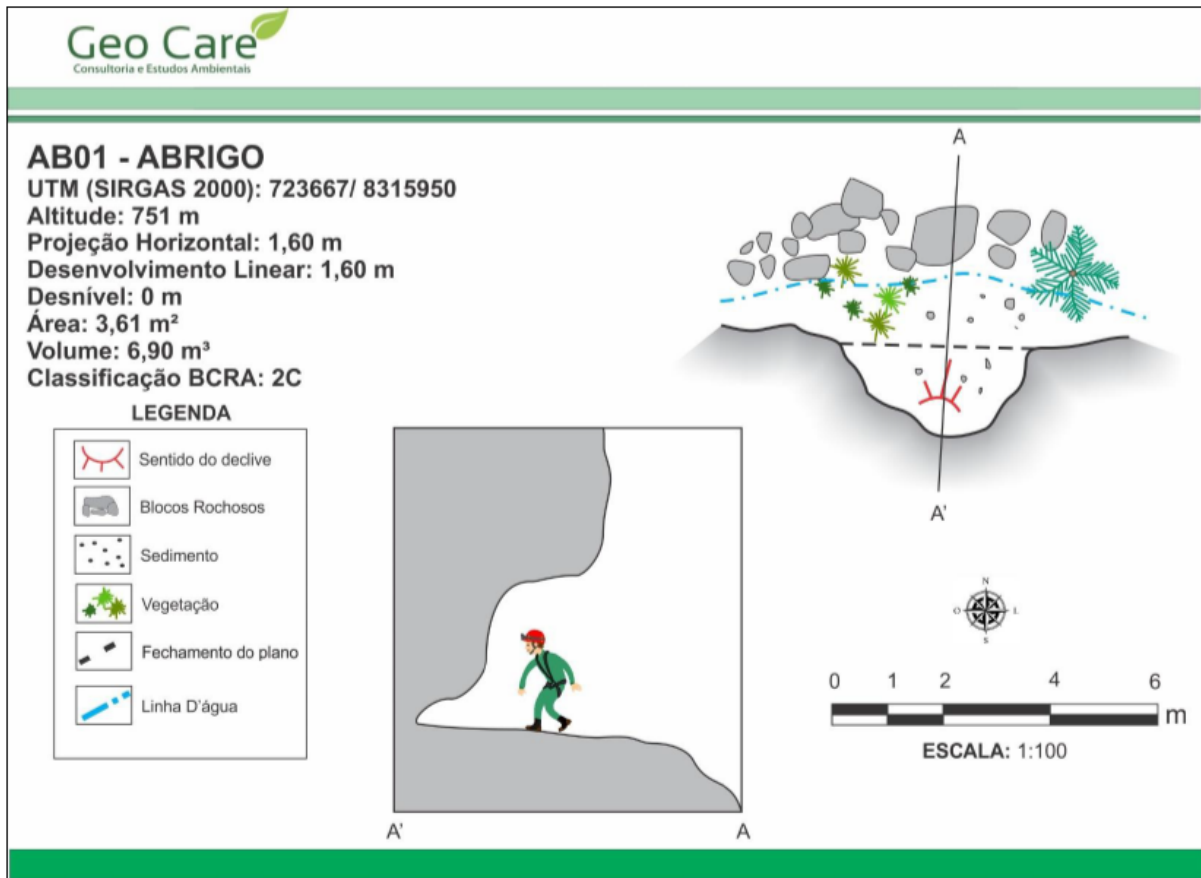 Geo Care
Consultoria e Estudos Ambientais
AB01 - ABRIGO
UTM (SIRGAS 2000): 723667/ 8315950
Altitude: 751 m
Projeção Horizontal: 1,60 m
Desenvolvimento Linear: 1,60 m
Desnível: 0 m
Área: 3,61 m²
Volume: 6,90 m³
Classificação BCRA: 2C
LEGENDA
Sentido do declive
Blocos Rochosos
Sedimento
Vegetação
Fechamento do plano
Linha D'água
A'
A
A
A'
N
O
L
S
0 1 2 4 6
m
ESCALA: 1:100